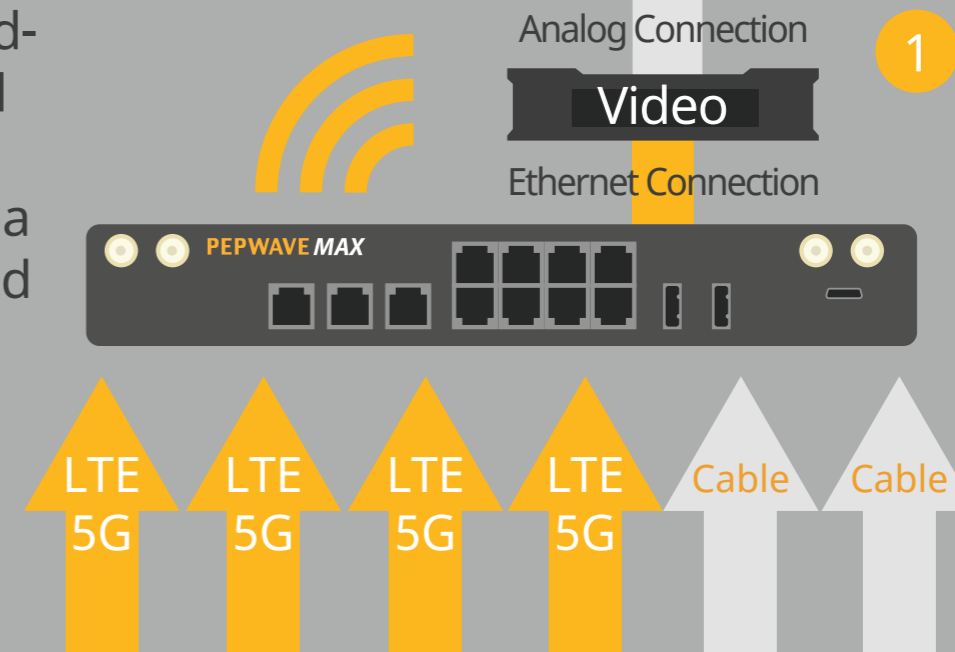 d-
l
a
d
Analog Connection
1
Video
Ethernet Connection
PEPWAVE MAX
LTE
5G
LTE
5G
LTE
5G
LTE
5G
Cable
Cable